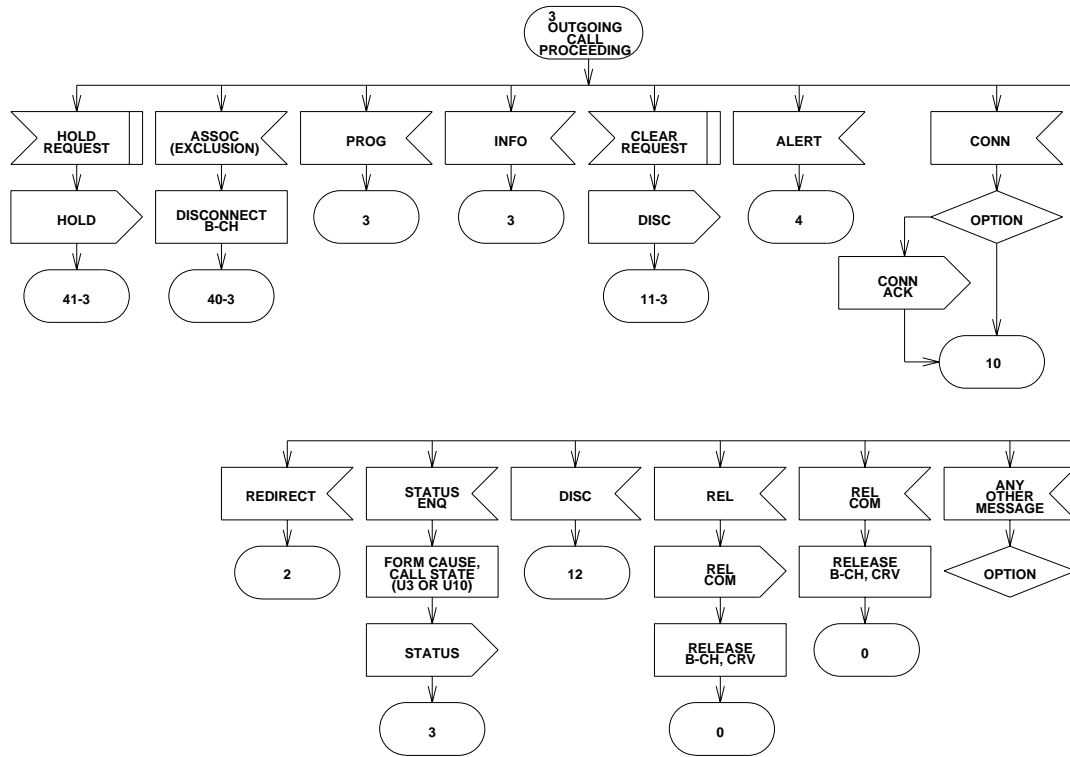 3
OUTGOING
CALL
PROCEEDING
HOLD
REQUEST
ASSOC
(EXCLUSION)
PROG
INFO
CLEAR
REQUEST
ALERT
CONN
HOLD
DISCONNECT
B-CH
3
3
DISC
4
OPTION
41-3
40-3
11-3
CONN
ACK
10
REDIRECT
STATUS
ENQ
DISC
REL
REL
COM
ANY
OTHER
MESSAGE
2
FORM CAUSE,
CALL STATE
(U3 OR U10)
12
REL
COM
RELEASE
B-CH, CRV
OPTION
STATUS
RELEASE
B-CH, CRV
0
3
0